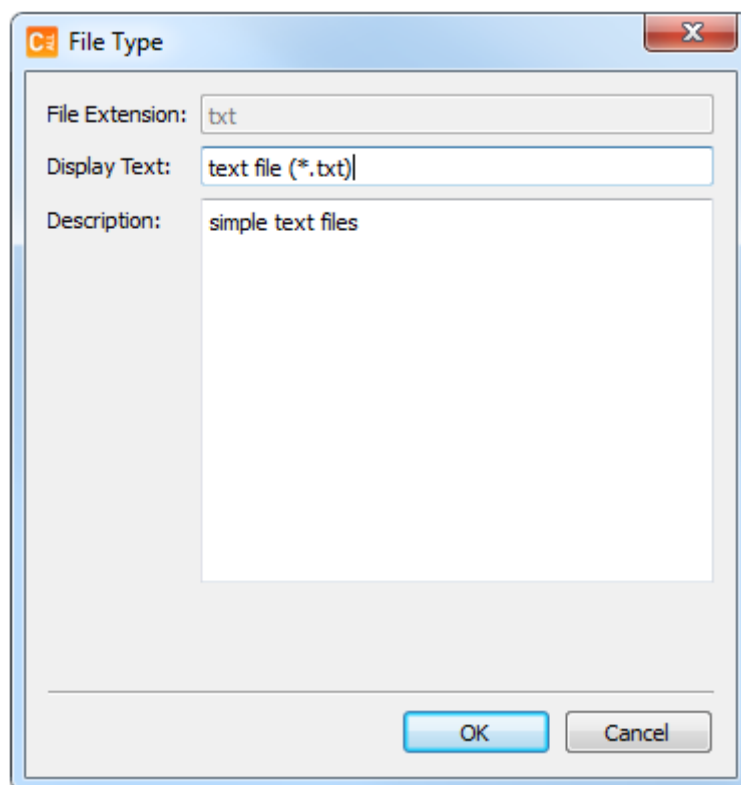 File Type
File Extension: txt
Display Text: text file (*.txt)
Description: simple text files
OK Cancel